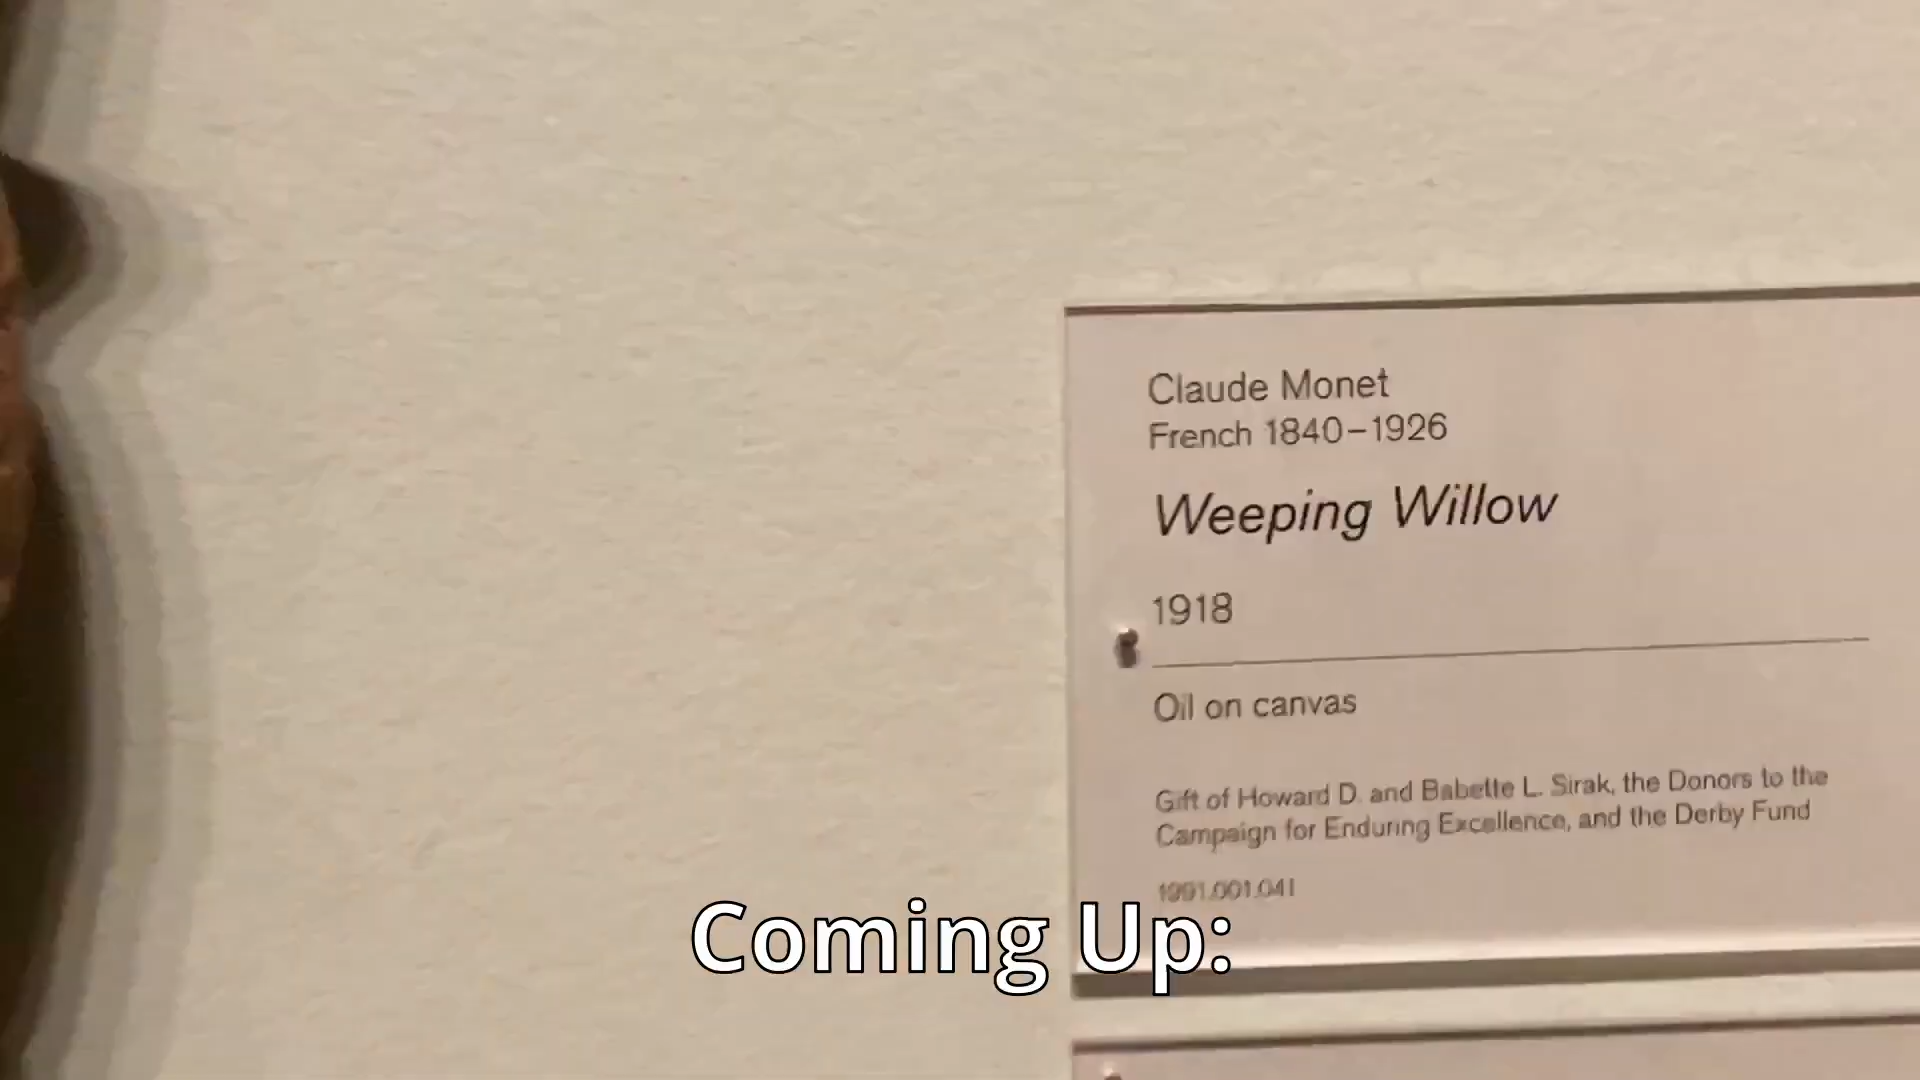 Claude Monet
French 1840–1926
Weeping Willow
1918
Oil on canvas
Gift of Howard D. and Babette L. Sirak, the Donors to the
Campaign for Enduring Excellence, and the Derby Fund
1991.001.041
Coming Up: